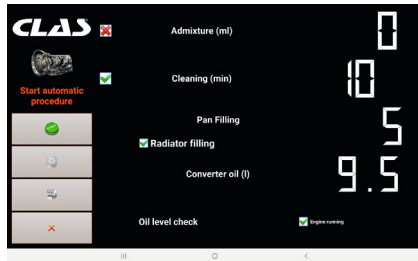 CLAS
Admixture (ml)
0
Cleaning (min)
10
Start automatic
procedure
Pan Filling
5
Radiator filling
Converter oil (l)
9.5
Oil level check
Engine running